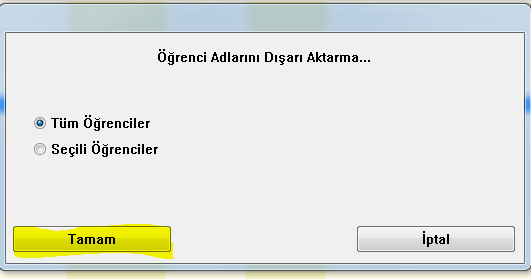 Öğrenci Adlarını Dışarı Aktarma...
Tüm Öğrenciler
Seçili Öğrenciler
Tamam
İptal